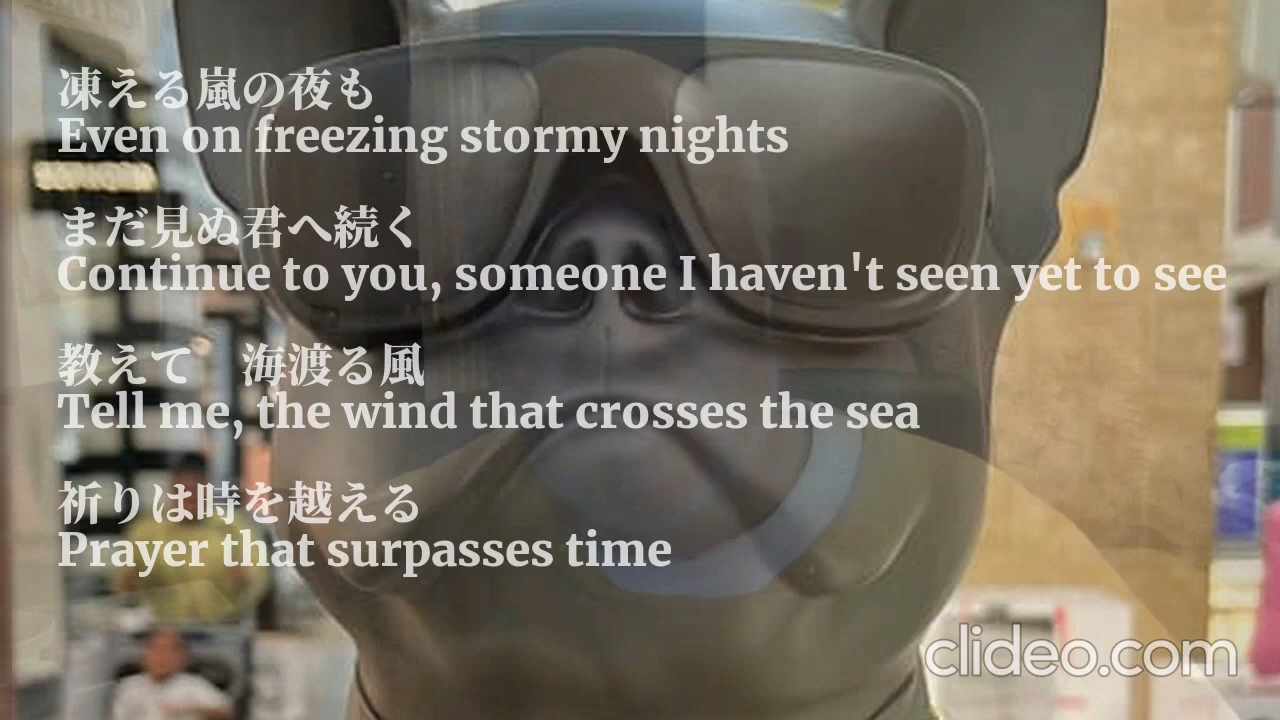 凍える嵐の夜も
Even on freezing stormy nights
まだ見ぬ君へ続く
Continue to you, someone I haven't seen yet to see
教えて　海渡る風
Tell me, the wind that crosses the sea
祈りは時を越える
Prayer that surpasses time
clideo.com